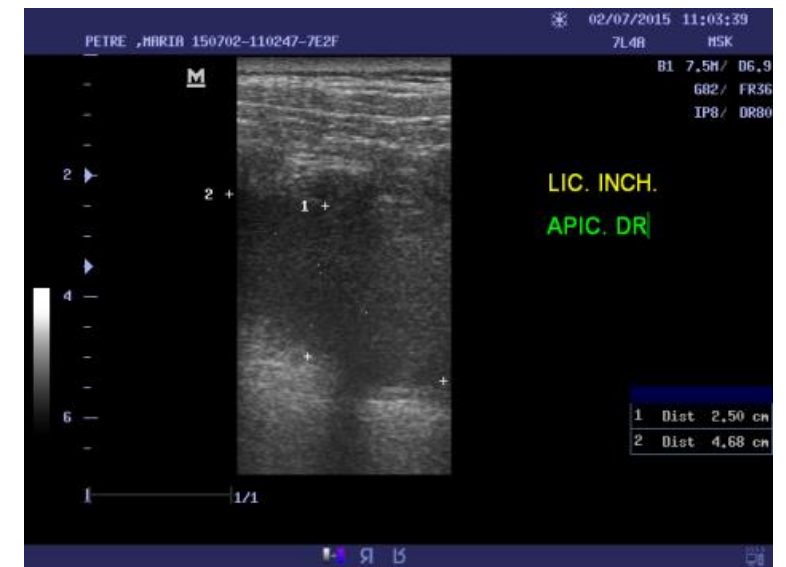 02/07/2015 11:03:39
PETRE ,MARIA 150702-110247-7E2F
7L4A MSK
M
B1 7.5M/ D6.9
G82/ FR36
IP8/ DR80
2
2 +
1 +
LIC. INCH.
APIC. DR
4
6
1 Dist 2.50 cm
2 Dist 4.68 cm
1/1